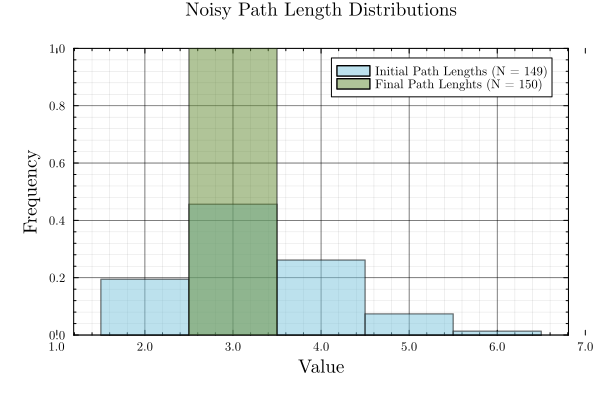 Noisy Path Length Distributions
Initial Path Lengths (N = 149)
Final Path Lenghts (N = 150)
Frequency
1.0
0.8
0.6
0.4
0.2
0.0
1.0 2.0 3.0 4.0 5.0 6.0 7.0
Value